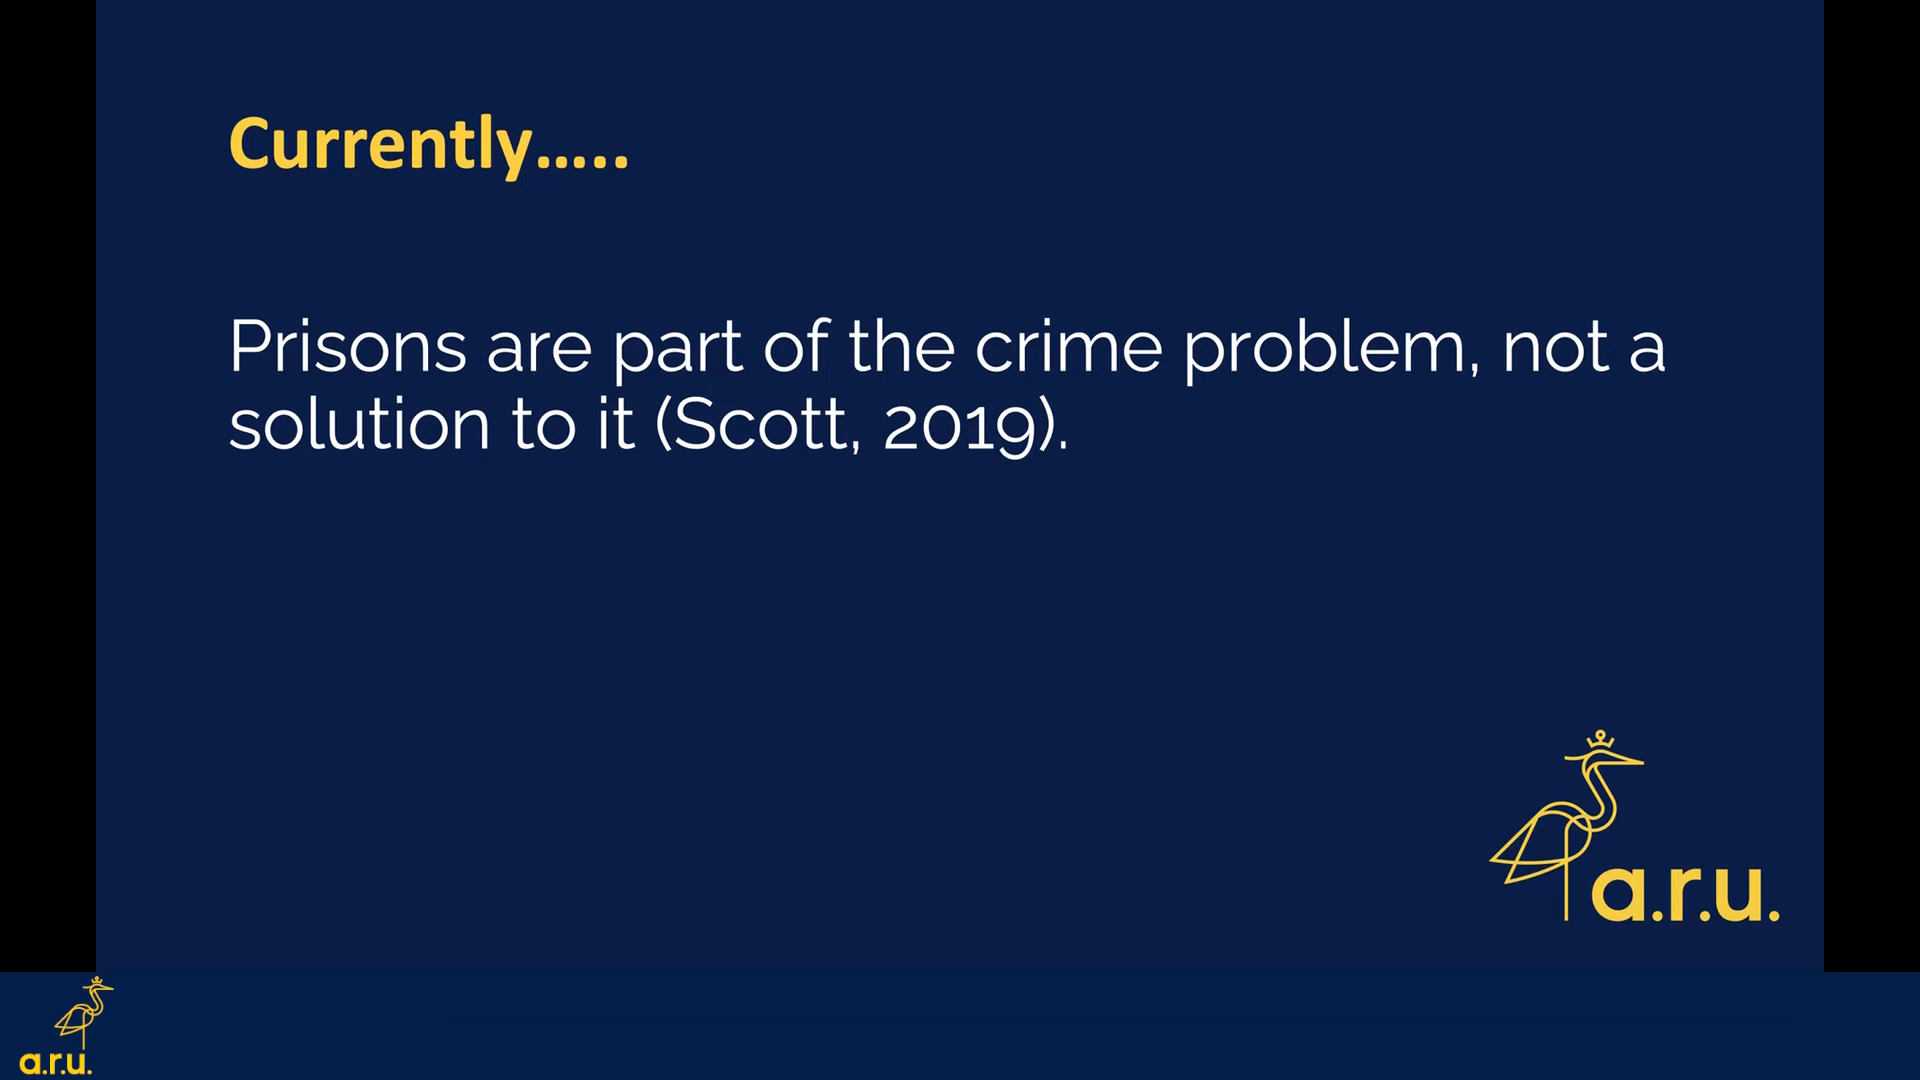 Currently.....
Prisons are part of the crime problem, not a
solution to it (Scott, 2019).
a.r.u.
a.r.u.